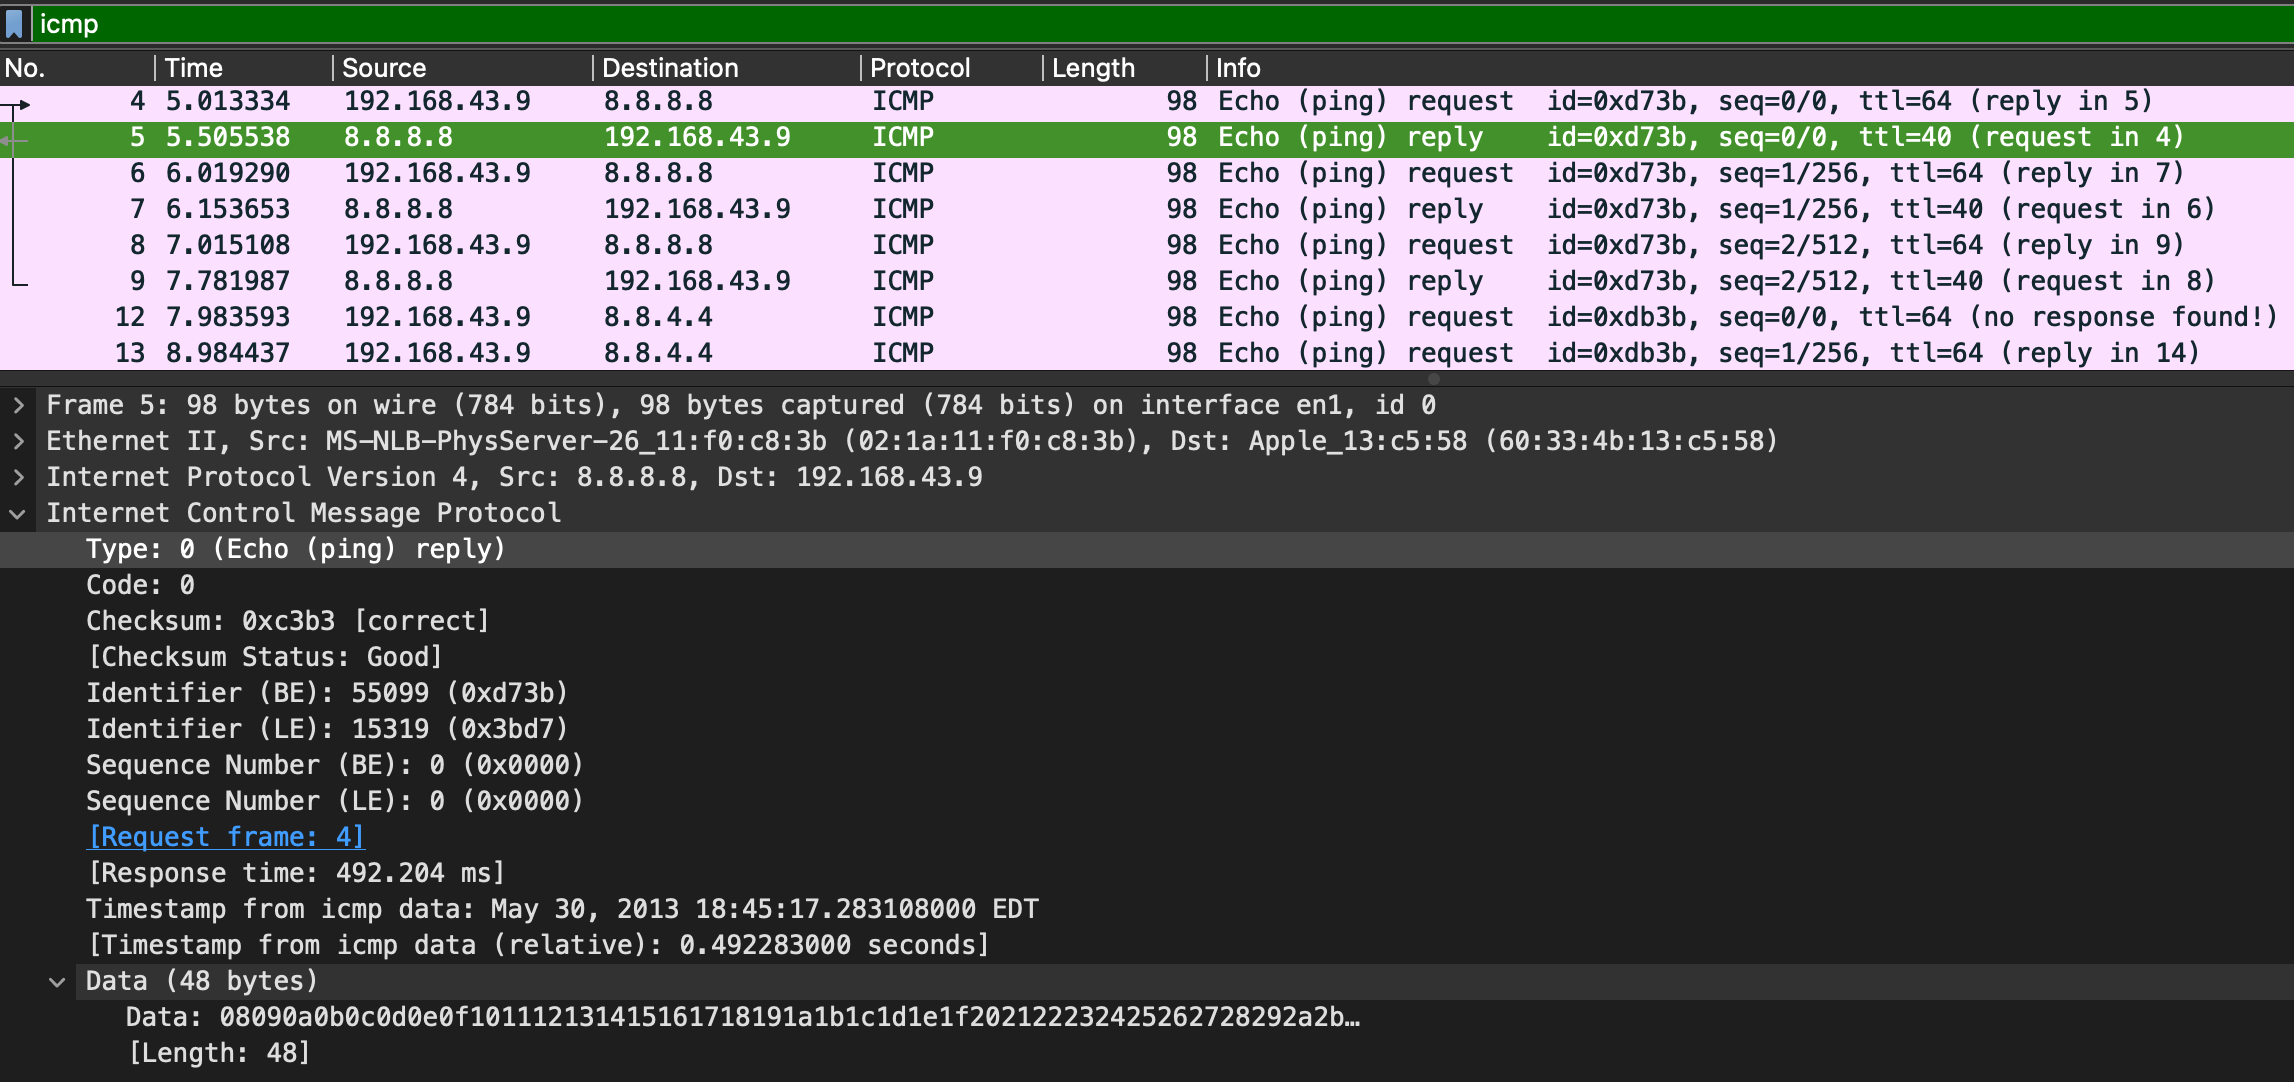 icmp
No. Time Source Destination Protocol Length Info
4 5.013334 192.168.43.9 8.8.8.8 ICMP 98 Echo (ping) request id=0xd73b, seq=0/0, ttl=64 (reply in 5)
5 5.505538 8.8.8.8 192.168.43.9 ICMP 98 Echo (ping) reply id=0xd73b, seq=0/0, ttl=40 (request in 4)
6 6.019290 192.168.43.9 8.8.8.8 ICMP 98 Echo (ping) request id=0xd73b, seq=1/256, ttl=64 (reply in 7)
7 6.153653 8.8.8.8 192.168.43.9 ICMP 98 Echo (ping) reply id=0xd73b, seq=1/256, ttl=40 (request in 6)
8 7.015108 192.168.43.9 8.8.8.8 ICMP 98 Echo (ping) request id=0xd73b, seq=2/512, ttl=64 (reply in 9)
9 7.781987 8.8.8.8 192.168.43.9 ICMP 98 Echo (ping) reply id=0xd73b, seq=2/512, ttl=40 (request in 8)
12 7.983593 192.168.43.9 8.8.4.4 ICMP 98 Echo (ping) request id=0xdb3b, seq=0/0, ttl=64 (no response found!)
13 8.984437 192.168.43.9 8.8.4.4 ICMP 98 Echo (ping) request id=0xdb3b, seq=1/256, ttl=64 (reply in 14)
Frame 5: 98 bytes on wire (784 bits), 98 bytes captured (784 bits) on interface en1, id 0
Ethernet II, Src: MS-NLB-PhysServer-26_11:f0:c8:3b (02:1a:11:f0:c8:3b), Dst: Apple_13:c5:58 (60:33:4b:13:c5:58)
Internet Protocol Version 4, Src: 8.8.8.8, Dst: 192.168.43.9
Internet Control Message Protocol
Type: 0 (Echo (ping) reply)
Code: 0
Checksum: 0xc3b3 [correct]
[Checksum Status: Good]
Identifier (BE): 55099 (0xd73b)
Identifier (LE): 15319 (0x3bd7)
Sequence Number (BE): 0 (0x0000)
Sequence Number (LE): 0 (0x0000)
[Request frame: 4]
[Response time: 492.204 ms]
Timestamp from icmp data: May 30, 2013 18:45:17.283108000 EDT
[Timestamp from icmp data (relative): 0.492283000 seconds]
Data (48 bytes)
Data: 08090a0b0c0d0e0f101112131415161718191a1b1c1d1e1f202122232425262728292a2b…
[Length: 48]